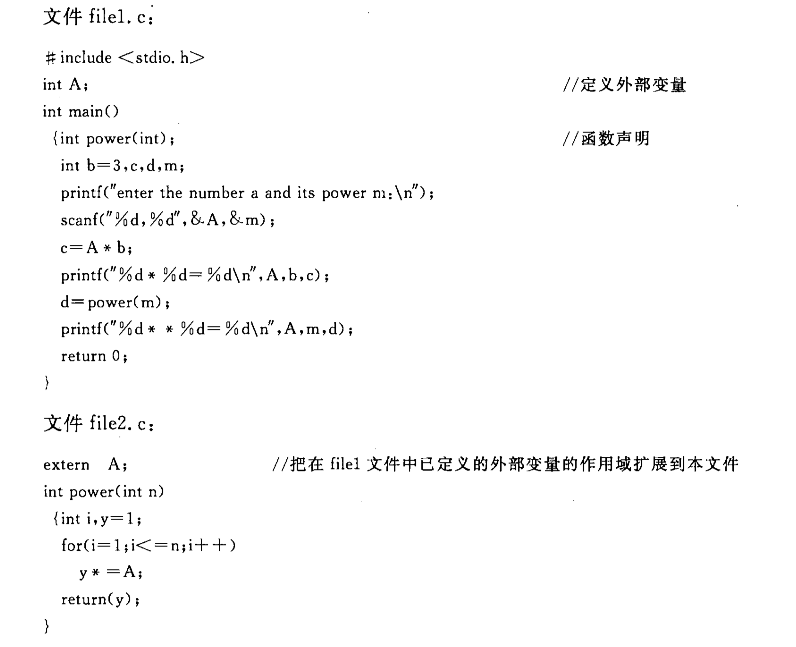 文件 file1.c:
#include <stdio.h>
int A; //定义外部变量
int main()
{int power(int); //函数声明
int b=3,c,d,m;
printf("enter the number a and its power m:\n");
scanf("%d,%d",&A,&m);
c=A * b;
printf("%d * %d= %d\n",A,b,c);
d=power(m);
printf("%d * * %d= %d\n",A,m,d);
return 0;
}
文件 file2.c:
extern A; //把在 file1 文件中已定义的外部变量的作用域扩展到本文件
int power(int n)
{int i,y=1;
for(i=1;i<=n;i++)
y * =A;
return(y);
}